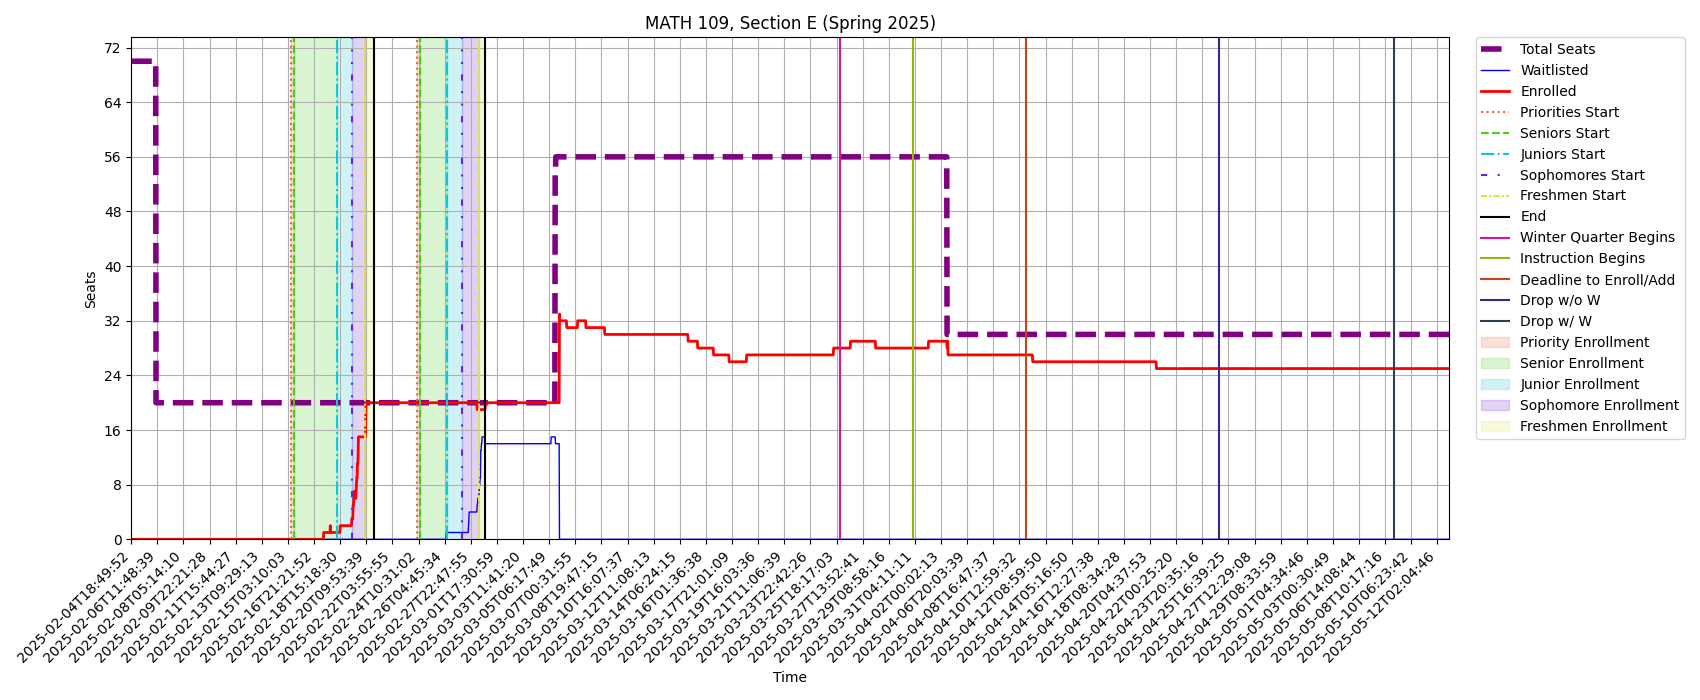 MATH 109, Section E (Spring 2025)
Seats
72
64
56
48
40
32
24
16
8
0
2025-02-04T18:49:52
2025-02-06T11:48:39
2025-02-08T05:14:10
2025-02-09T22:21:28
2025-02-11T15:44:27
2025-02-13T09:29:13
2025-02-15T03:10:03
2025-02-16T21:21:52
2025-02-18T15:18:30
2025-02-20T09:53:39
2025-02-22T03:55:55
2025-02-24T10:31:02
2025-02-26T04:45:34
2025-02-27T22:47:55
2025-03-01T17:30:59
2025-03-03T11:41:20
2025-03-05T06:17:49
2025-03-07T00:31:55
2025-03-08T19:47:15
2025-03-10T16:07:37
2025-03-12T11:08:13
2025-03-14T06:24:15
2025-03-16T01:36:38
2025-03-17T21:01:09
2025-03-19T16:03:36
2025-03-21T11:06:39
2025-03-23T22:42:26
2025-03-25T18:17:03
2025-03-27T13:52:41
2025-03-29T08:58:16
2025-03-31T04:11:11
2025-04-02T00:02:13
2025-04-06T20:03:39
2025-04-08T16:47:37
2025-04-10T12:59:32
2025-04-12T08:59:50
2025-04-14T05:16:50
2025-04-16T12:27:38
2025-04-18T08:34:28
2025-04-20T04:37:53
2025-04-22T00:25:20
2025-04-23T20:35:16
2025-04-25T16:39:25
2025-04-27T12:29:08
2025-04-29T08:33:59
2025-05-01T04:34:46
2025-05-03T00:30:49
2025-05-06T14:08:44
2025-05-08T10:17:16
2025-05-10T06:23:42
2025-05-12T02:04:46
Time
Total Seats
Waitlisted
Enrolled
Priorities Start
Seniors Start
Juniors Start
Sophomores Start
Freshmen Start
End
Winter Quarter Begins
Instruction Begins
Deadline to Enroll/Add
Drop w/o W
Drop w/ W
Priority Enrollment
Senior Enrollment
Junior Enrollment
Sophomore Enrollment
Freshmen Enrollment